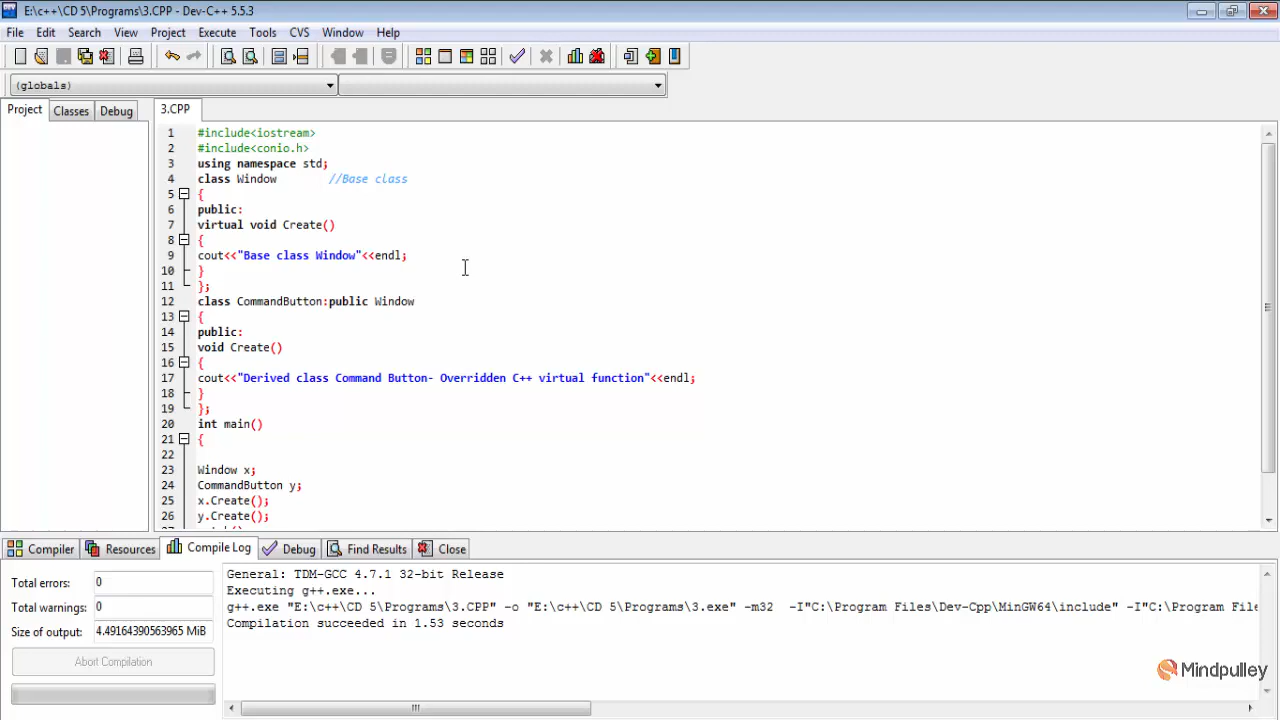 E:\c++\CD 5\Programs\3.CPP - Dev-C++ 5.5.3
File Edit Search View Project Execute Tools CVS Window Help
(globals)
Project Classes Debug
3.CPP
1 #include<iostream>
2 #include<conio.h>
3 using namespace std;
4 class Window //Base class
5 {
6 public:
7 virtual void Create()
8 {
9 cout<<"Base class Window"<<endl;
10 }
11 };
12 class CommandButton:public Window
13 {
14 public:
15 void Create()
16 {
17 cout<<"Derived class Command Button- Overridden C++ virtual function"<<endl;
18 }
19 };
20 int main()
21 {
22
23 Window x;
24 CommandButton y;
25 x.Create();
26 y.Create();
Compiler Resources Compile Log Debug Find Results Close
Total errors: 0
Total warnings: 0
Size of output: 4.49164390563965 MiB
Abort Compilation
General: TDM-GCC 4.7.1 32-bit Release
Executing g++.exe...
g++.exe "E:\c++\CD 5\Programs\3.CPP" -o "E:\c++\CD 5\Programs\3.exe" -m32 -I"C:\Program Files\Dev-Cpp\MinGW64\include" -I"C:\Program File
Compilation succeeded in 1.53 seconds
Mindpulley